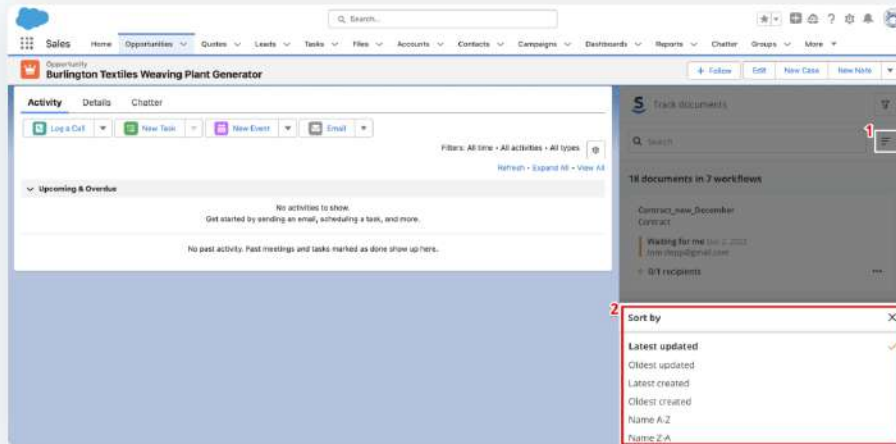 Search...
Sales Home Opportunities Quotes Leads Tasks Files Accounts Contacts Campaigns Dashboards Reports Chatter Groups More
Opportunity
Burlington Textiles Weaving Plant Generator
+ Follow Edit New Case New Note
Activity Details Chatter
Log a Call New Task New Event Email
Filters: All time • All activities • All types
Refresh • Expand All • View All
Upcoming & Overdue
No activities to show.
Get started by sending an email, scheduling a task, and more.
No past activity. Past meetings and tasks marked as done show up here.
S Track documents
1
Search
18 documents in 7 workflows
Contract_new_December
Contract
Waiting for me
0/1 recipients
2
Sort by
Latest updated
Oldest updated
Latest created
Oldest created
Name A-Z
Name Z-A